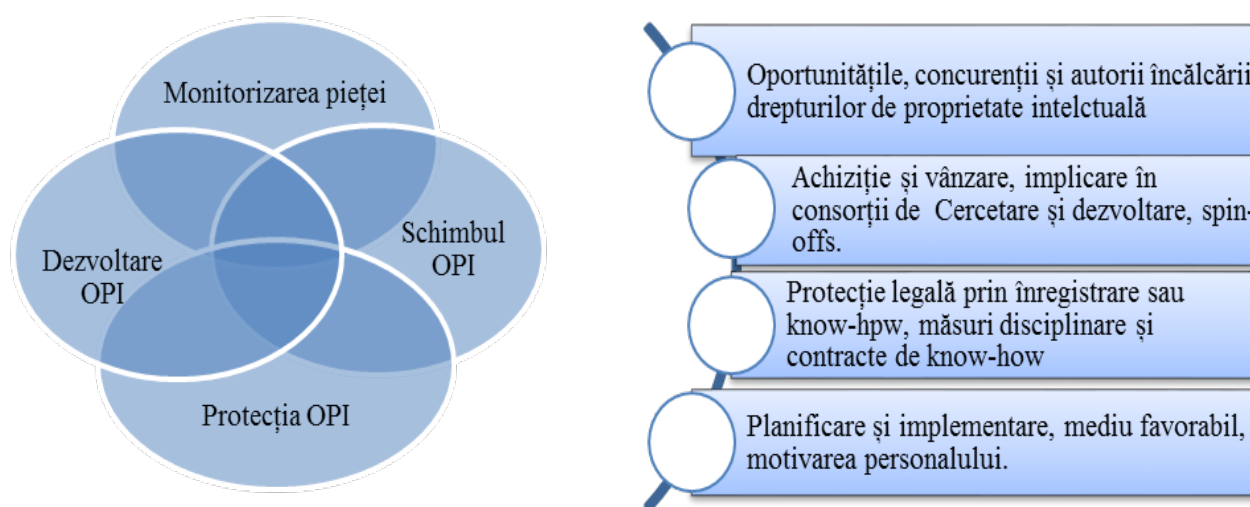 Monitorizarea pieței
Dezvoltare
OPI
Schimbul
OPI
Protecția OPI
Oportunitățile, concurenții și autorii încălcării
drepturilor de proprietate intelctuală
Achiziție și vânzare, implicare în
consorții de Cercetare și dezvoltare, spin-
offs.
Protecție legală prin înregistrare sau
know-hpw, măsuri disciplinare și
contracte de know-how
Planificare și implementare, mediu favorabil,
motivarea personalului.